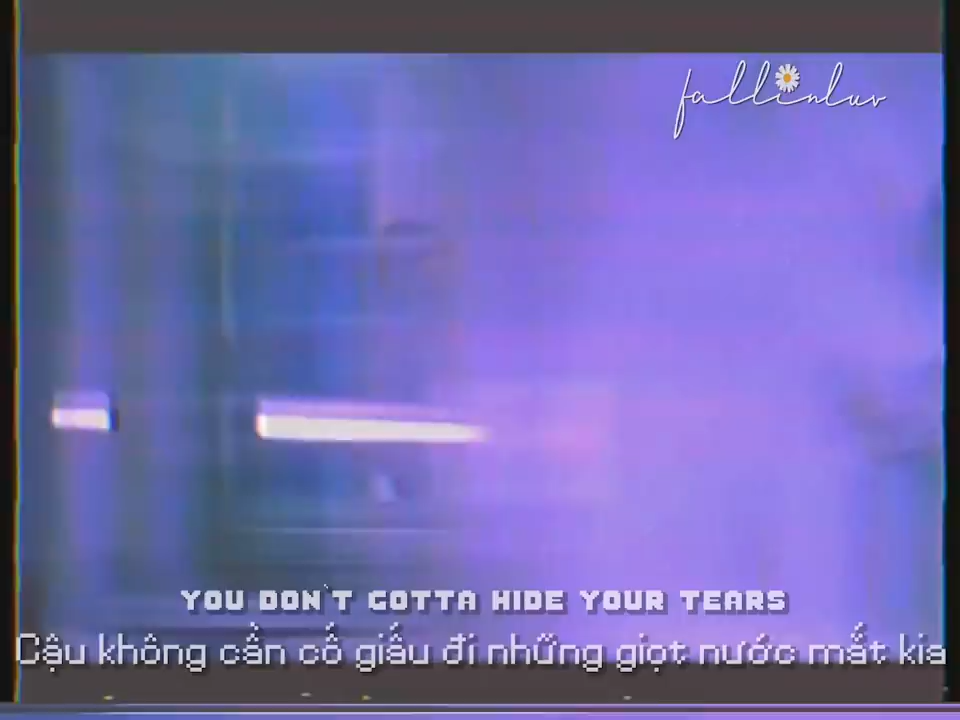 fallinluv
YOU DON'T GOTTA HIDE YOUR TEARS
Cậu không cần cố giấu đi những giọt nước mắt kia